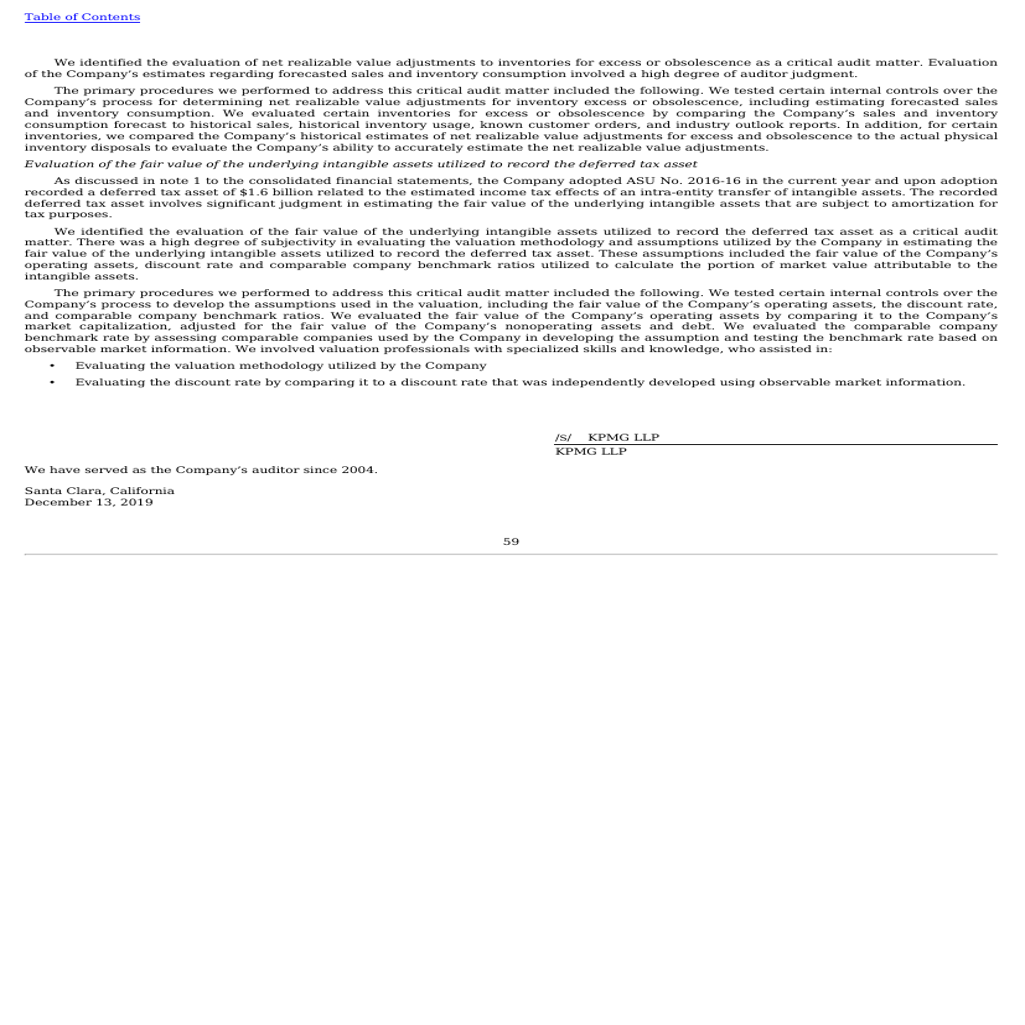 Table of Contents
We identified the evaluation of net realizable value adjustments to inventories for excess or obsolescence as a critical audit matter. Evaluation
of the Company’s estimates regarding forecasted sales and inventory consumption involved a high degree of auditor judgment.
The primary procedures we performed to address this critical audit matter included the following. We tested certain internal controls over the
Company’s process for determining net realizable value adjustments for inventory excess or obsolescence, including estimating forecasted sales
and inventory consumption. We evaluated certain inventories for excess or obsolescence by comparing the Company’s sales and inventory
consumption forecast to historical sales, historical inventory usage, known customer orders, and industry outlook reports. In addition, for certain
inventories, we compared the Company’s historical estimates of net realizable value adjustments for excess and obsolescence to the actual physical
inventory disposals to evaluate the Company’s ability to accurately estimate the net realizable value adjustments.
Evaluation of the fair value of the underlying intangible assets utilized to record the deferred tax asset
As discussed in note 1 to the consolidated financial statements, the Company adopted ASU No. 2016-16 in the current year and upon adoption
recorded a deferred tax asset of $1.6 billion related to the estimated income tax effects of an intra-entity transfer of intangible assets. The recorded
deferred tax asset involves significant judgment in estimating the fair value of the underlying intangible assets that are subject to amortization for
tax purposes.
We identified the evaluation of the fair value of the underlying intangible assets utilized to record the deferred tax asset as a critical audit
matter. There was a high degree of subjectivity in evaluating the valuation methodology and assumptions utilized by the Company in estimating the
fair value of the underlying intangible assets utilized to record the deferred tax asset. These assumptions included the fair value of the Company’s
operating assets, discount rate and comparable company benchmark ratios utilized to calculate the portion of market value attributable to the
intangible assets.
The primary procedures we performed to address this critical audit matter included the following. We tested certain internal controls over the
Company’s process to develop the assumptions used in the valuation, including the fair value of the Company’s operating assets, the discount rate,
and comparable company benchmark ratios. We evaluated the fair value of the Company’s operating assets by comparing it to the Company’s
market capitalization, adjusted for the fair value of the Company’s nonoperating assets and debt. We evaluated the comparable company
benchmark rate by assessing comparable companies used by the Company in developing the assumption and testing the benchmark rate based on
observable market information. We involved valuation professionals with specialized skills and knowledge, who assisted in:
• Evaluating the valuation methodology utilized by the Company
• Evaluating the discount rate by comparing it to a discount rate that was independently developed using observable market information.
/S/ KPMG LLP
KPMG LLP
We have served as the Company’s auditor since 2004.
Santa Clara, California
December 13, 2019
59